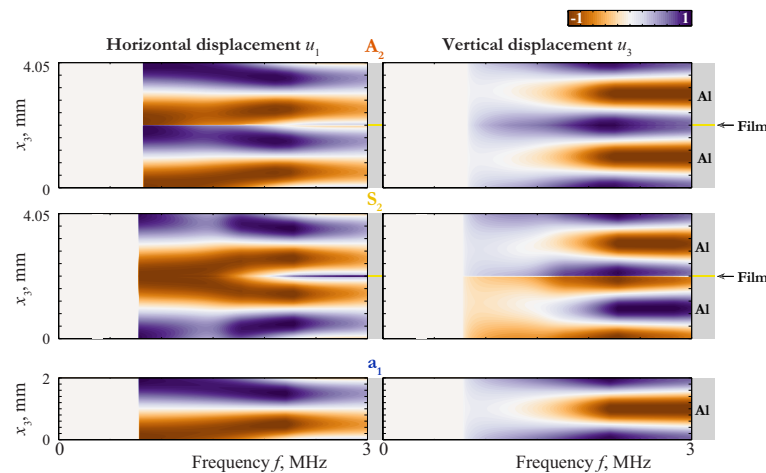 -1 1
Horizontal displacement u₁ A₂ Vertical displacement u₃
4.05
x₃, mm
0
Al
Film
Al
S₂
4.05
x₃, mm
0
Al
Film
Al
a₁
2
x₃, mm
0
Al
0 Frequency f, MHz 3 0 Frequency f, MHz 3